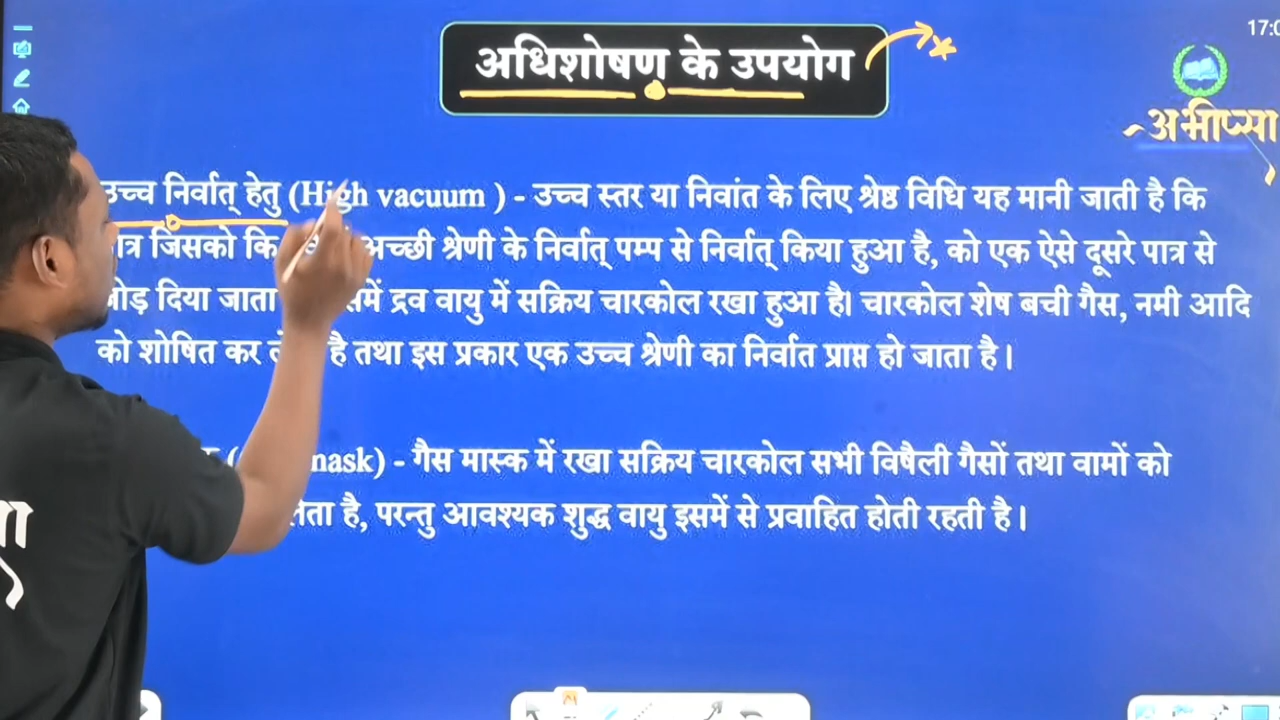 17:0
अधिशोषण के उपयोग
अभीप्सा
उच्च निर्वात् हेतु (High vacuum ) - उच्च स्तर या निवांत के लिए श्रेष्ठ विधि यह मानी जाती है कि
जिसको अच्छी श्रेणी के निर्वात् पम्प से निर्वात् किया हुआ है, को एक ऐसे दूसरे पात्र से
दिया जाता द्रव वायु में सक्रिय चारकोल रखा हुआ है। चारकोल शेष बची गैस, नमी आदि
को शोषित कर है तथा इस प्रकार एक उच्च श्रेणी का निर्वात प्राप्त हो जाता है।
mask) - गैस मास्क में रखा सक्रिय चारकोल सभी विषैली गैसों तथा वामों को
है, परन्तु आवश्यक शुद्ध वायु इसमें से प्रवाहित होती रहती है।